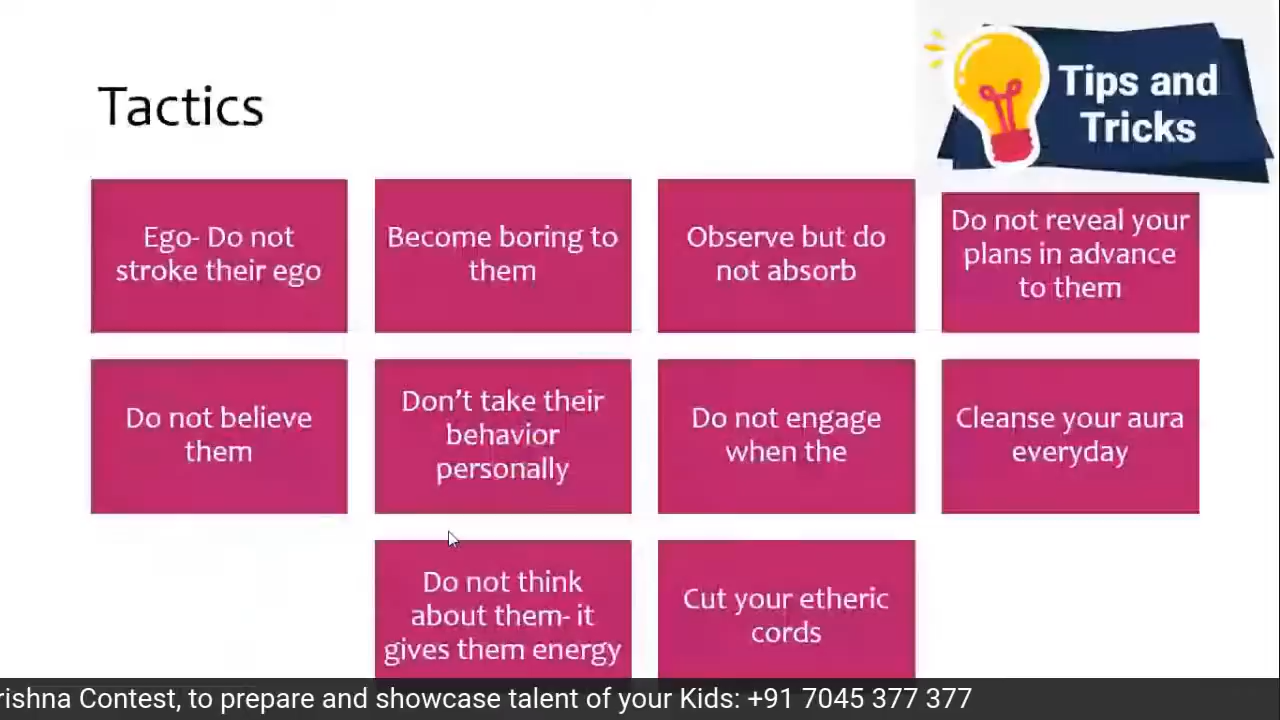 Tips and
Tricks
Tactics
Ego- Do not
stroke their ego
Become boring to
them
Observe but do
not absorb
Do not reveal your
plans in advance
to them
Do not believe
them
Don’t take their
behavior
personally
Do not engage
when the
Cleanse your aura
everyday
Do not think
about them- it
gives them energy
Cut your etheric
cords
rishna Contest, to prepare and showcase talent of your Kids: +91 7045 377 377